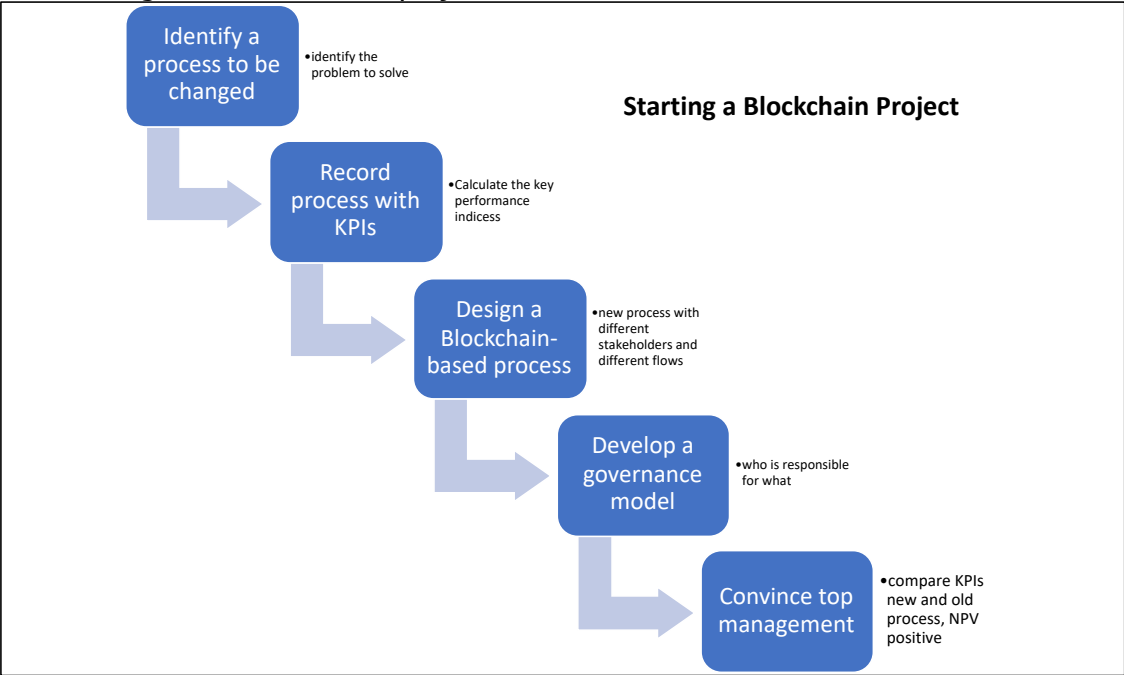 Identify a
process to be
changed
•identify the
problem to solve
Starting a Blockchain Project
Record
process with
KPIs
•Calculate the key
performance
indicess
Design a
Blockchain-
based process
•new process with
different
stakeholders and
different flows
Develop a
governance
model
•who is responsible
for what
Convince top
management
•compare KPIs
new and old
process, NPV
positive